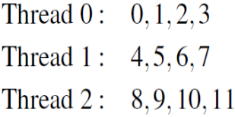 Thread 0 : 0,1,2,3
Thread 1 : 4,5,6,7
Thread 2 : 8,9,10,11